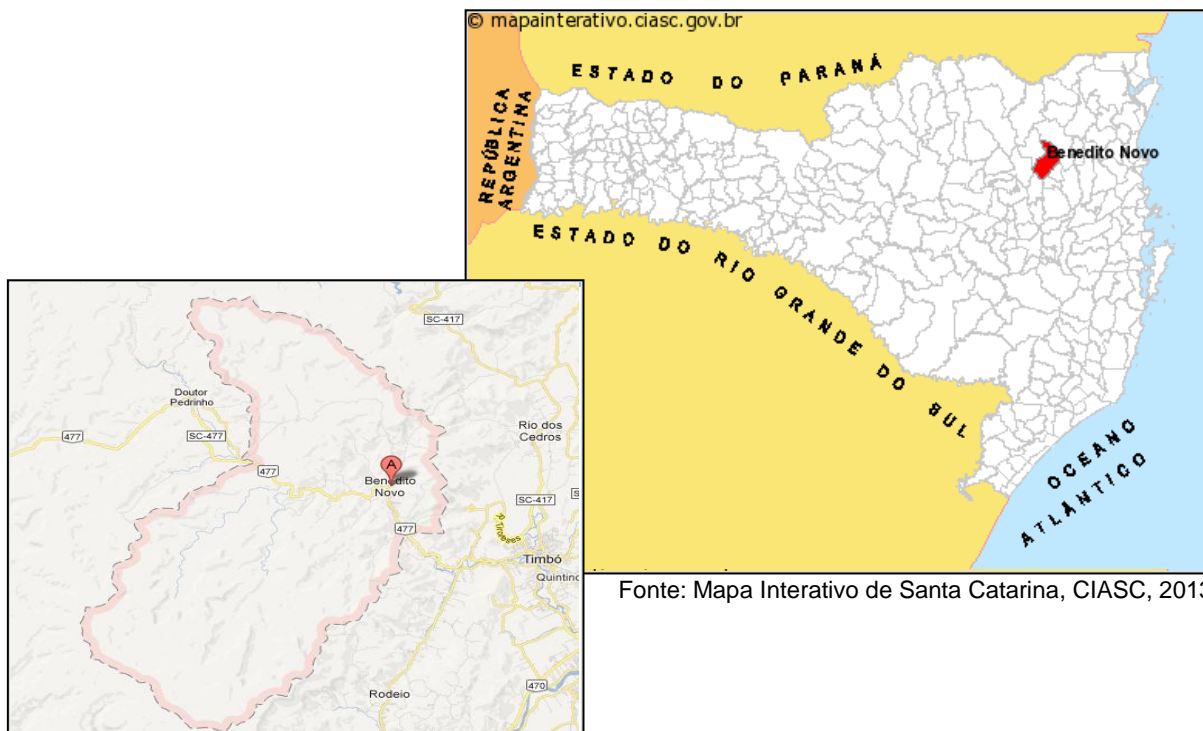 © mapainterativo.ciasc.gov.br
ESTADO DO PARANÁ
REPÚBLICA
ARGENTINA
Benedito Novo
ESTADO DO RIO GRANDE DO SUL
OCEANO
ATLÂNTICO
Fonte: Mapa Interativo de Santa Catarina, CIASC, 2013
SC-417
Doutor
Pedrinho
477
SC-477
477
A
Benedito
Novo
477
Rio dos
Cedros
SC-417
Tiroleses
Timbó
Quintino
Rodeio
470